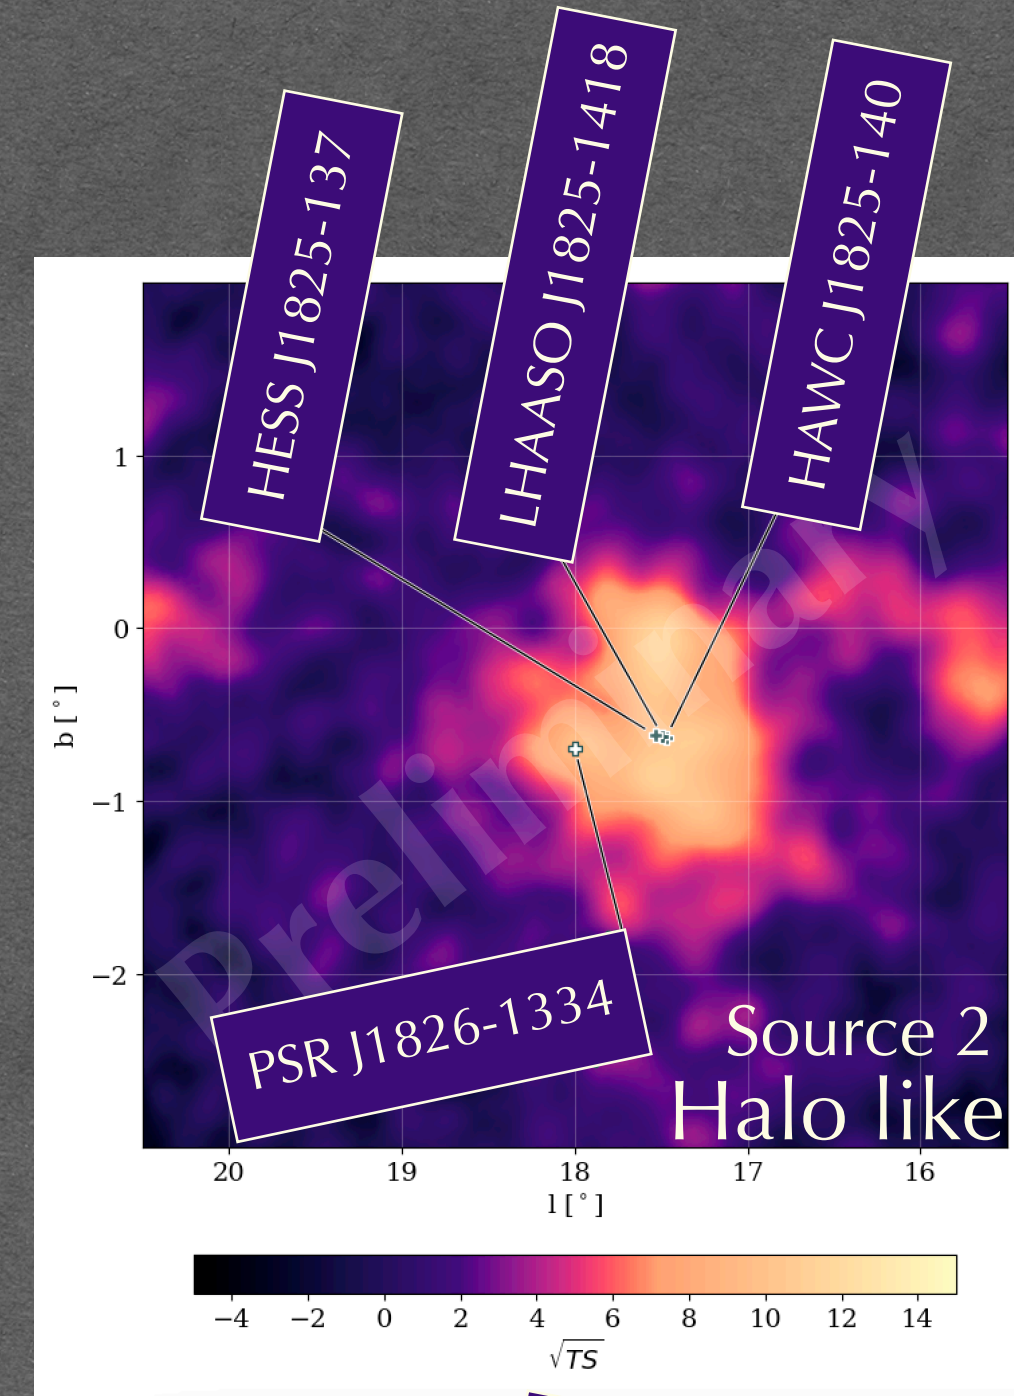 HESS J1825-137
LHAASO J1825-1418
HAWC J1825-140
PSR J1826-1334
Preliminary
Source 2
Halo like
1
0
−1
−2
b [°]
20 19 18 17 16
l [°]
−4 −2 0 2 4 6 8 10 12 14
√TS